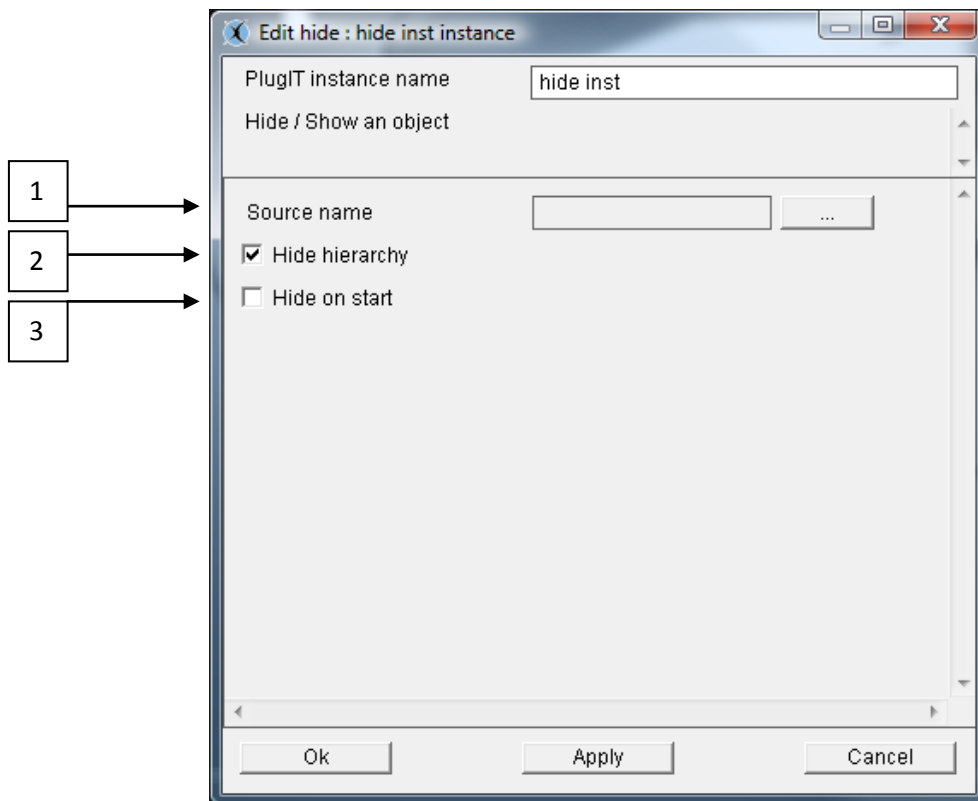 Edit hide : hide inst instance
PlugIT instance name hide inst
Hide / Show an object
1
Source name ...
2
Hide hierarchy
3
Hide on start
Ok Apply Cancel